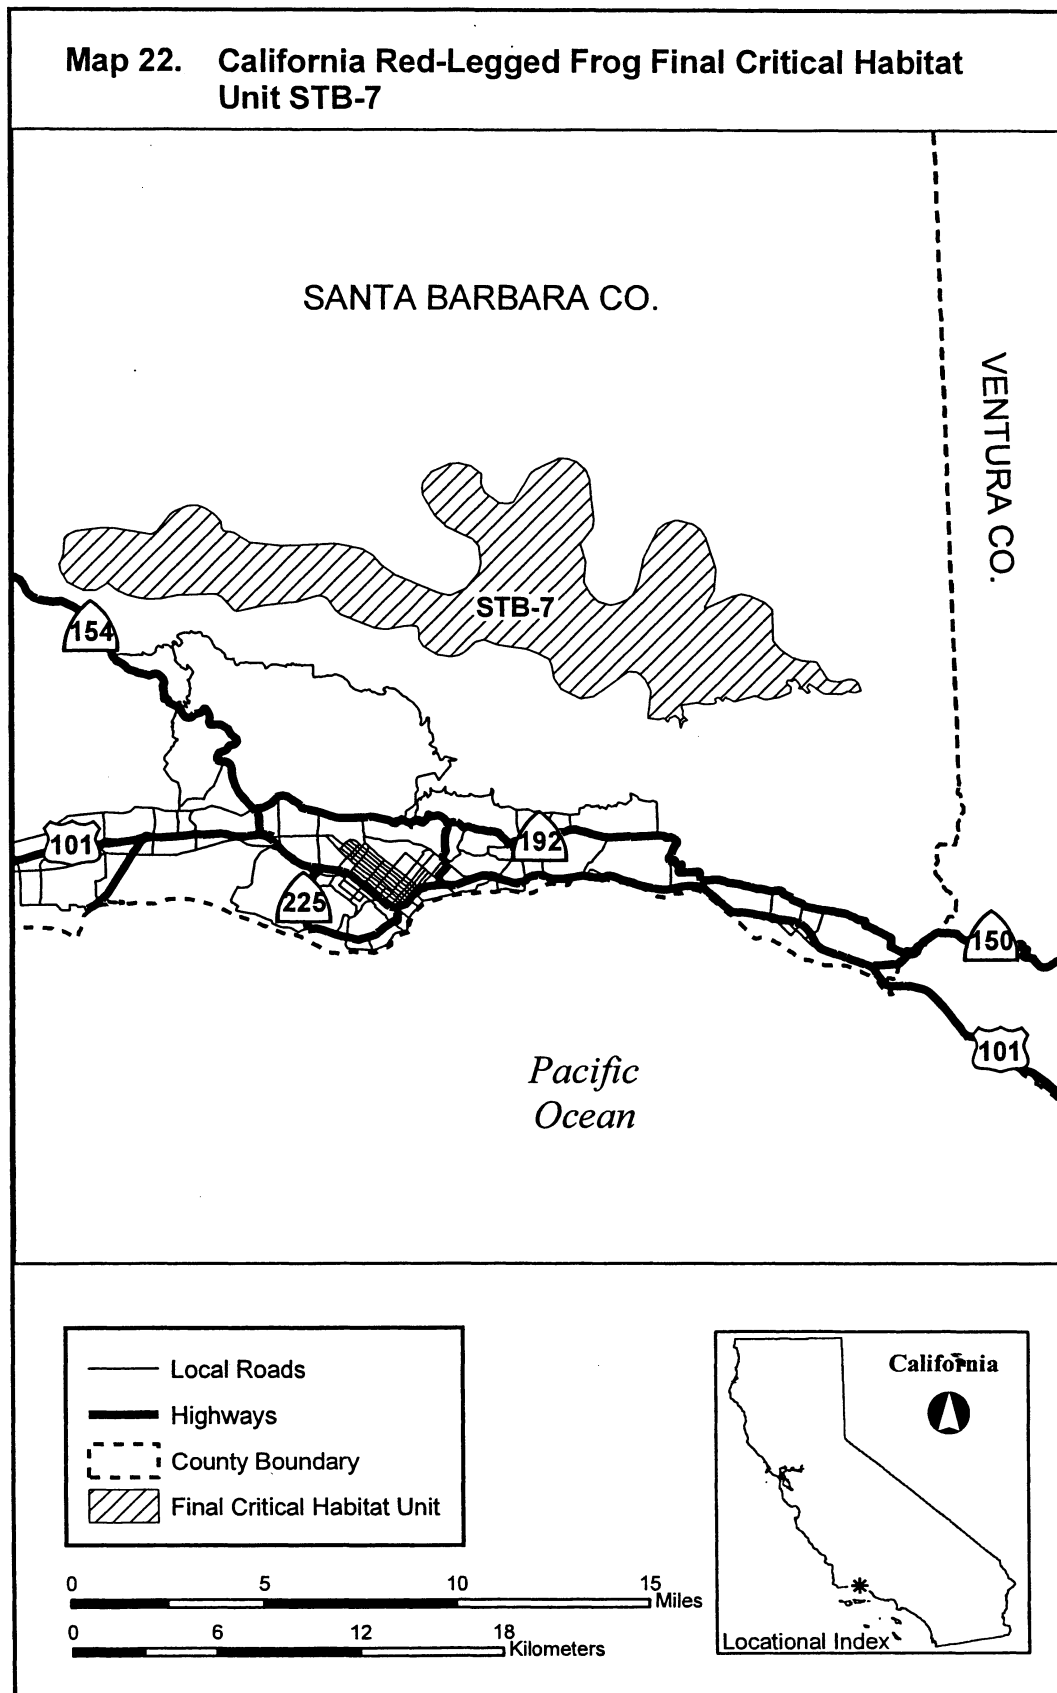 Map 22. California Red-Legged Frog Final Critical Habitat
Unit STB-7
SANTA BARBARA CO.
VENTURA CO.
STB-7
154
101
192
225
150
101
Pacific
Ocean
Local Roads
Highways
County Boundary
Final Critical Habitat Unit
0 5 10 15
Miles
0 6 12 18
Kilometers
California
Locational Index